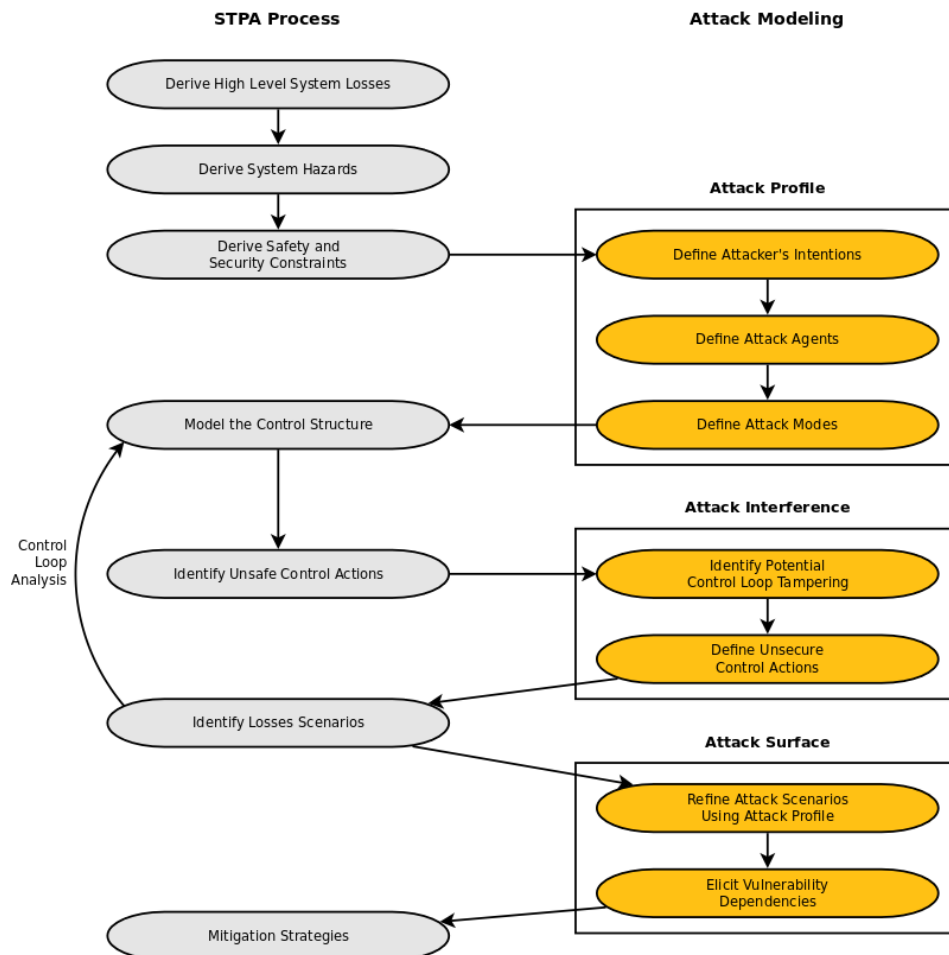 STPA Process
Attack Modeling
Derive High Level System Losses
Derive System Hazards
Attack Profile
Derive Safety and
Security Constraints
Define Attacker's Intentions
Define Attack Agents
Model the Control Structure
Define Attack Modes
Attack Interference
Control
Loop
Analysis
Identify Unsafe Control Actions
Identify Potential
Control Loop Tampering
Define Unsecure
Control Actions
Identify Losses Scenarios
Attack Surface
Refine Attack Scenarios
Using Attack Profile
Elicit Vulnerability
Dependencies
Mitigation Strategies